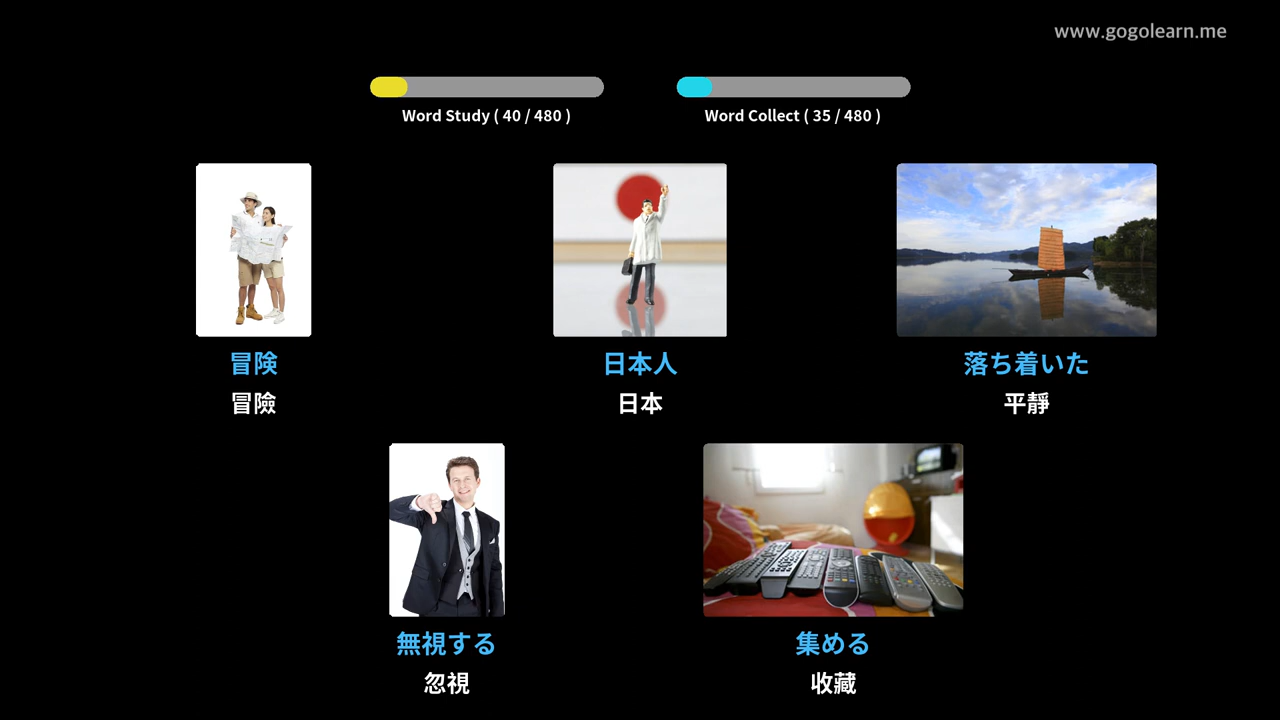 www.gogolearn.me
Word Study ( 40 / 480 )
Word Collect ( 35 / 480 )
冒険
冒險
日本人
日本
落ち着いた
平靜
無視する
忽視
集める
收藏